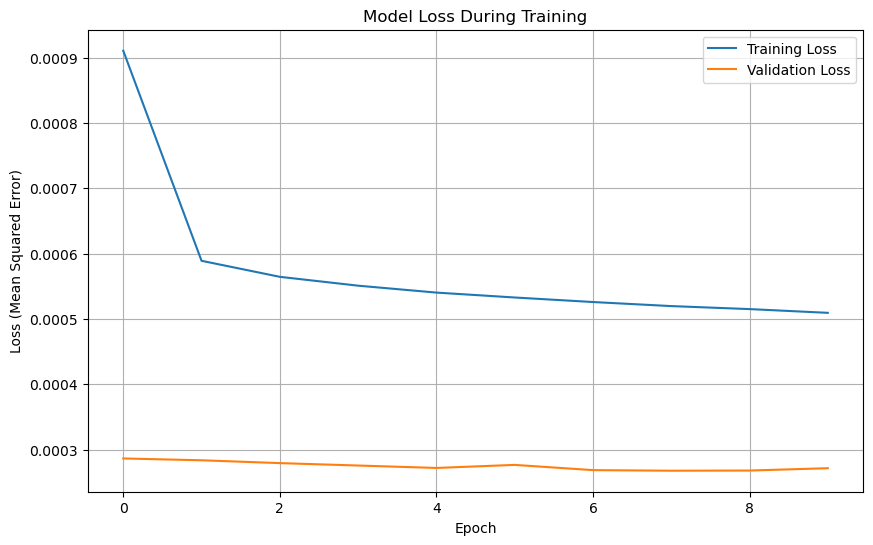 Model Loss During Training
Training Loss
Validation Loss
0.0009
0.0008
0.0007
0.0006
0.0005
0.0004
0.0003
Loss (Mean Squared Error)
0 2 4 6 8
Epoch